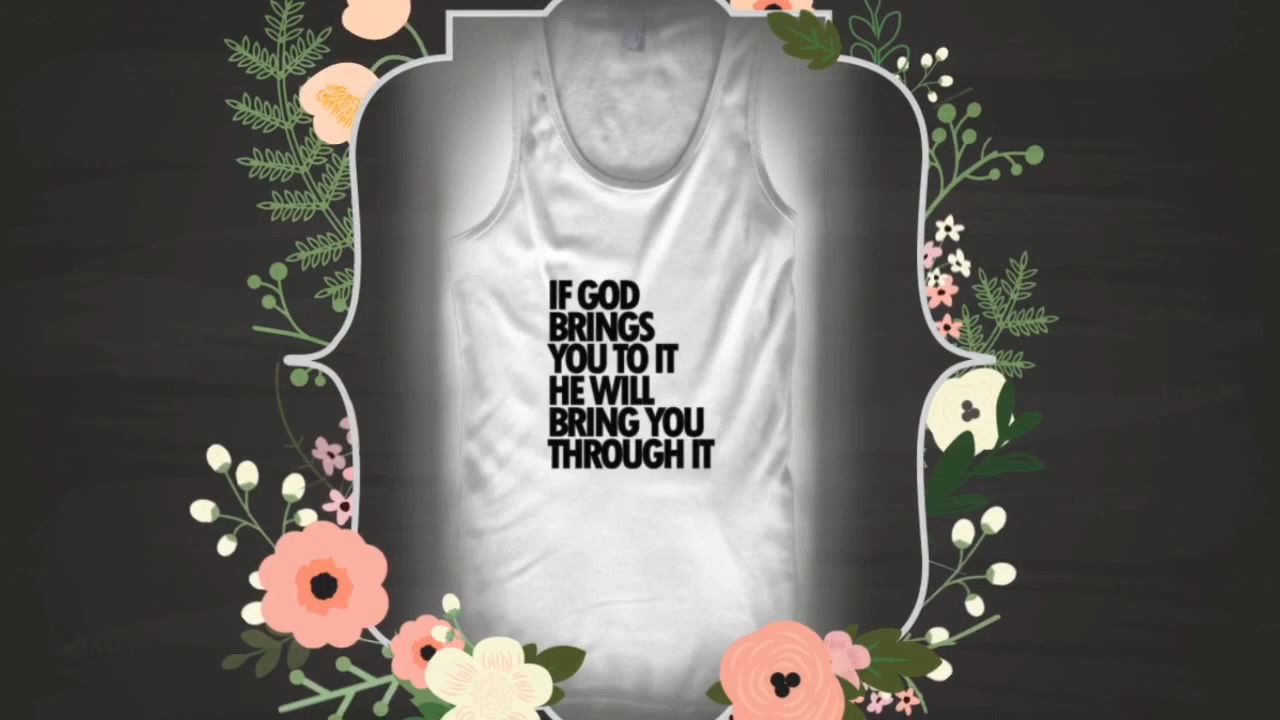 IF GOD
BRINGS
YOU TO IT
HE WILL
BRING YOU
THROUGH IT